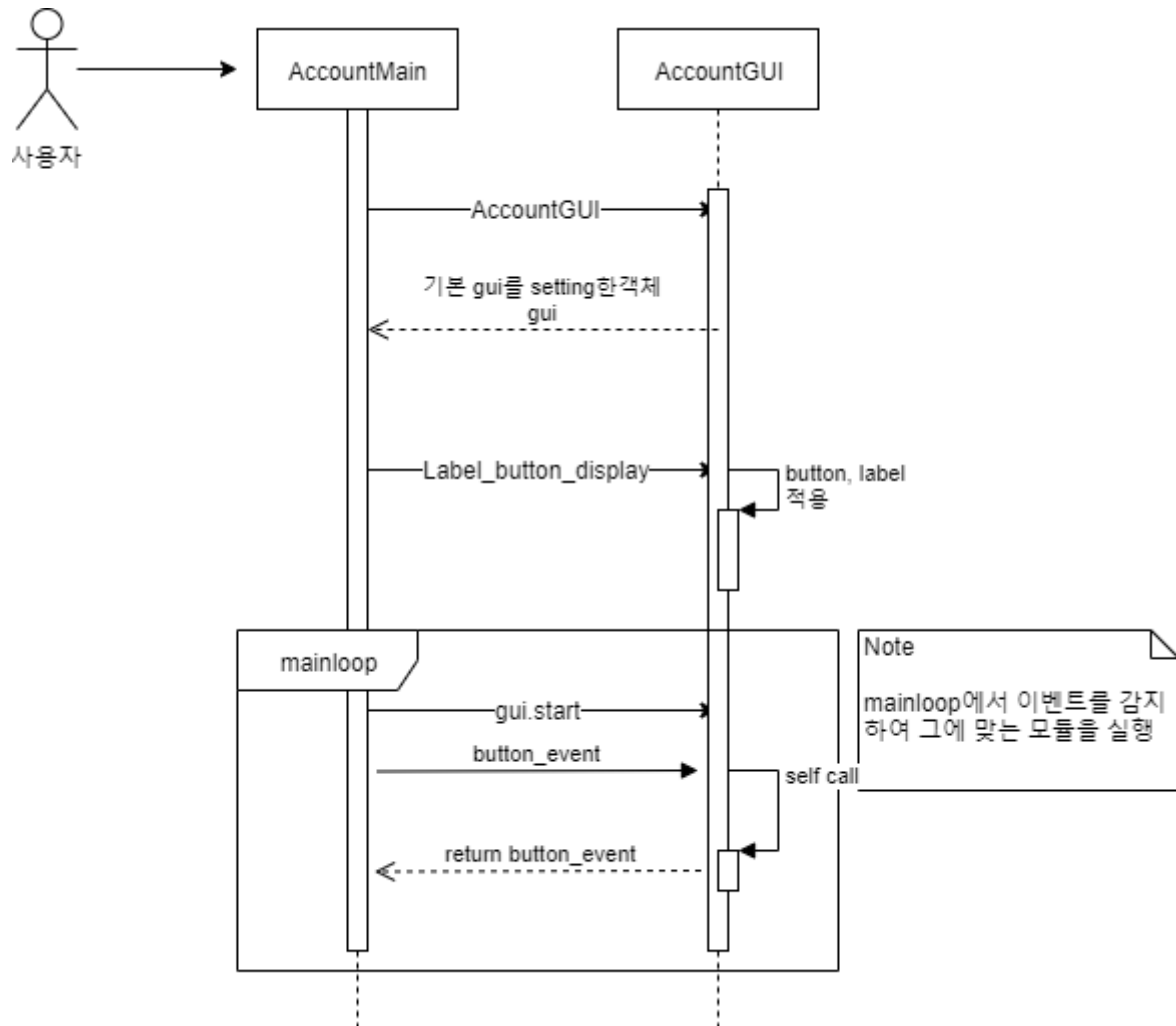 사용자
AccountMain
AccountGUI
AccountGUI
기본 gui를 setting한객체
gui
Label_button_display
button, label
적용
mainloop
Note
mainloop에서 이벤트를 감지
하여 그에 맞는 모듈을 실행
gui.start
button_event
self call
return button_event